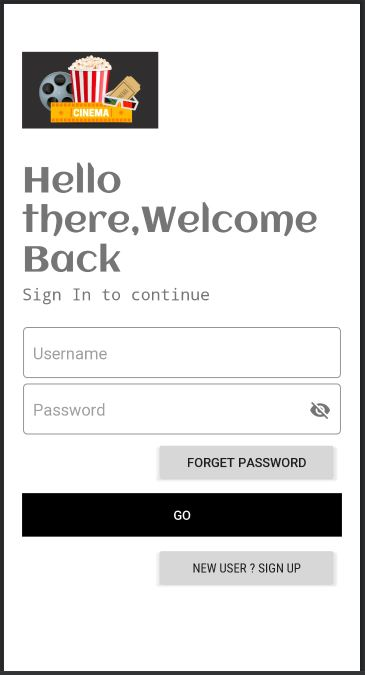 CINEMA
Hello
there,Welcome
Back
Sign In to continue
Username
Password
FORGET PASSWORD
GO
NEW USER ? SIGN UP